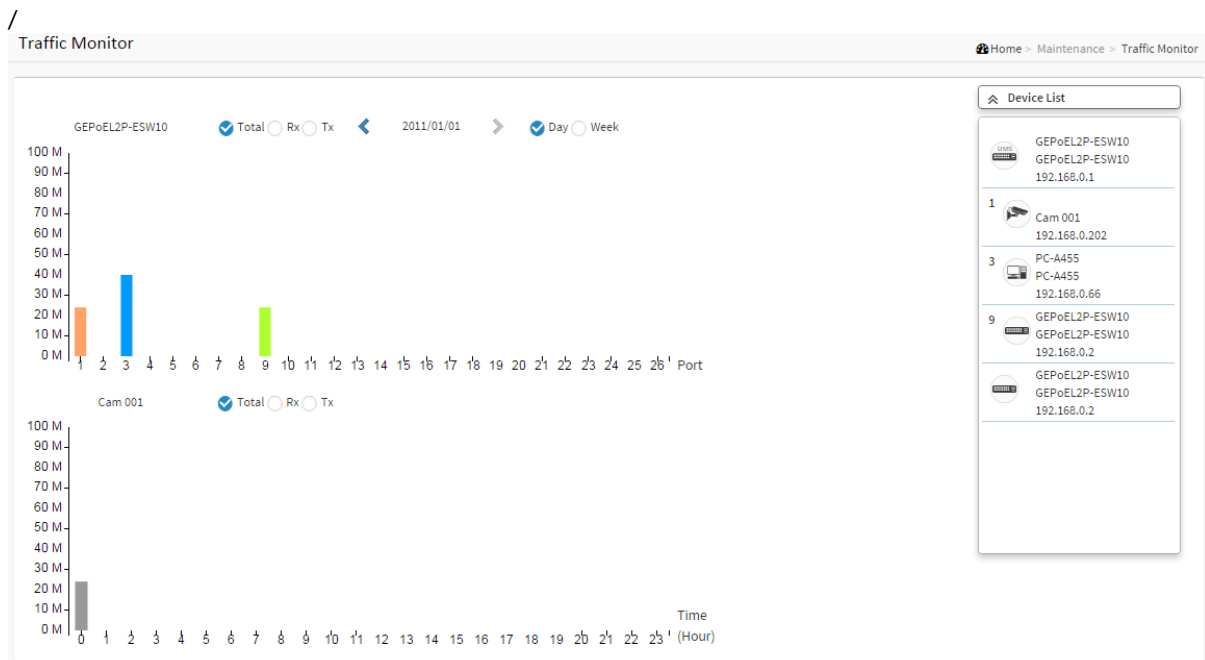 /
Traffic Monitor
Home > Maintenance > Traffic Monitor
Device List
GEPoEL2P-ESW10 Total Rx Tx 2011/01/01 Day Week
100 M
90 M
80 M
70 M
60 M
50 M
40 M
30 M
20 M
10 M
0 M
1 2 3 4 5 6 7 8 9 10 11 12 13 14 15 16 17 18 19 20 21 22 23 24 25 26 Port
Cam 001 Total Rx Tx
100 M
90 M
80 M
70 M
60 M
50 M
40 M
30 M
20 M
10 M
0 M
Time
0 1 2 3 4 5 6 7 8 9 10 11 12 13 14 15 16 17 18 19 20 21 22 23 (Hour)
DMS
GEPoEL2P-ESW10
GEPoEL2P-ESW10
192.168.0.1
1
Cam 001
192.168.0.202
3 PC-A455
PC-A455
192.168.0.66
9 GEPoEL2P-ESW10
GEPoEL2P-ESW10
192.168.0.2
GEPoEL2P-ESW10
GEPoEL2P-ESW10
192.168.0.2